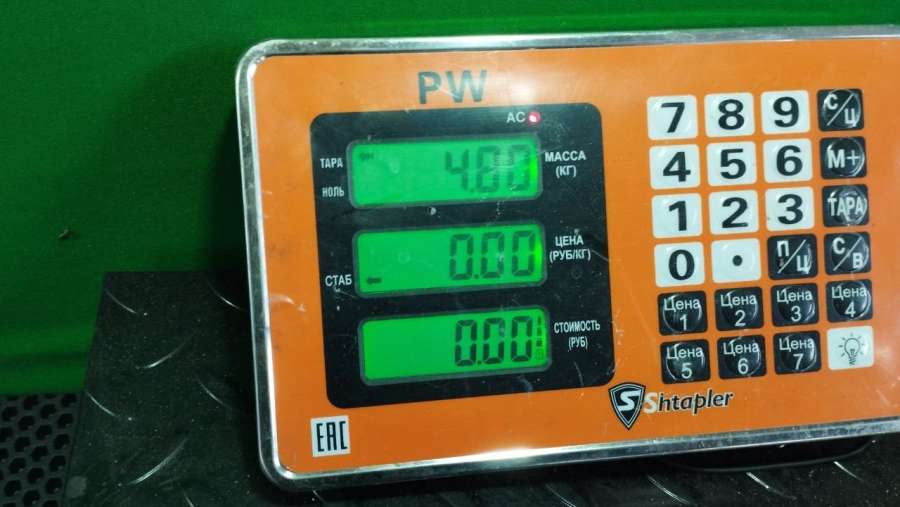 PW
AC
ТАРА
НОЛЬ
4.80
МАССА
(КГ)
СТАБ
0.00
ЦЕНА
(РУБ/КГ)
0.00
СТОИМОСТЬ
(РУБ)
7 8 9 С/Ц
4 5 6 М+
1 2 3 ТАРА
0 . П/Ц С/В
Цена 1 Цена 2 Цена 3 Цена 4
Цена 5 Цена 6 Цена 7
S Shtapler
EAC